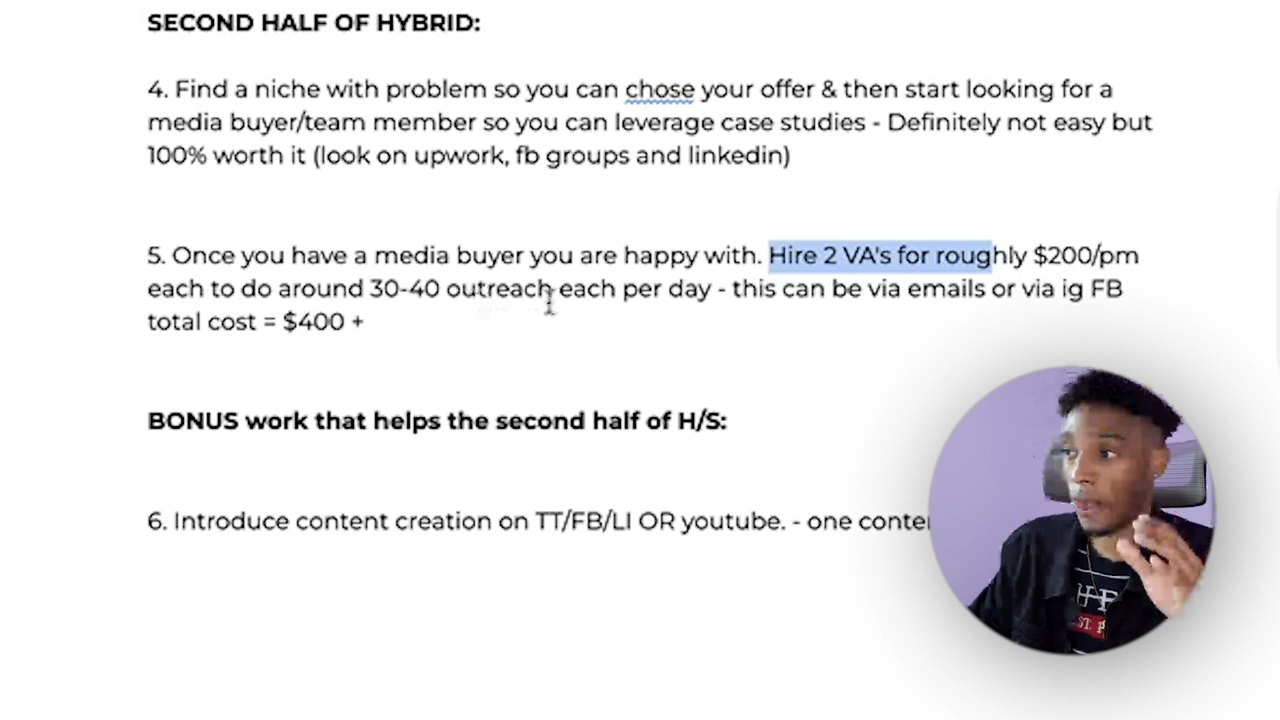 SECOND HALF OF HYBRID:
4. Find a niche with problem so you can chose your offer & then start looking for a
media buyer/team member so you can leverage case studies - Definitely not easy but
100% worth it (look on upwork, fb groups and linkedin)
5. Once you have a media buyer you are happy with. Hire 2 VA's for roughly $200/pm
each to do around 30-40 outreach each per day - this can be via emails or via ig FB
total cost = $400 +
BONUS work that helps the second half of H/S:
6. Introduce content creation on TT/FB/LI OR youtube. - one